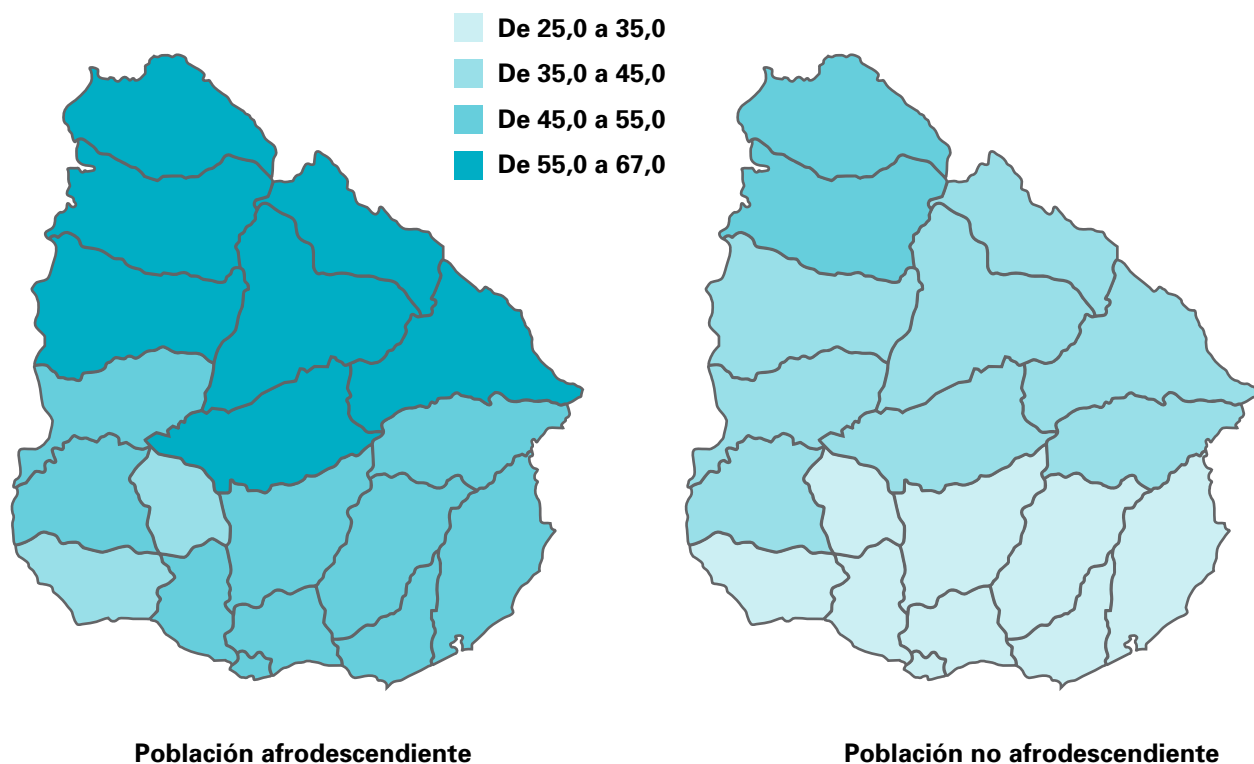 De 25,0 a 35,0
De 35,0 a 45,0
De 45,0 a 55,0
De 55,0 a 67,0
Población afrodescendiente
Población no afrodescendiente